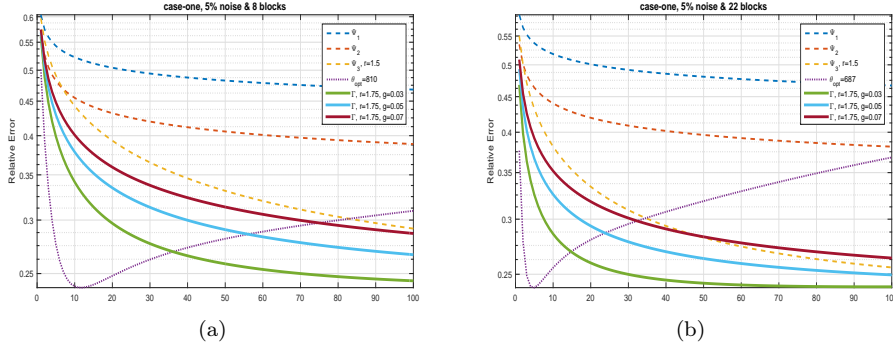 case-one, 5% noise & 8 blocks
0.6
0.55
0.5
0.45
0.4
0.35
0.3
0.25
Relative Error
0 10 20 30 40 50 60 70 80 90 100
Ψ1
Ψ2
Ψ3, r=1.5
θopt=810
Γ, r=1.75, g=0.03
Γ, r=1.75, g=0.05
Γ, r=1.75, g=0.07
(a)
case-one, 5% noise & 22 blocks
0.55
0.5
0.45
0.4
0.35
0.3
0.25
Relative Error
0 10 20 30 40 50 60 70 80 90 100
Ψ1
Ψ2
Ψ3, r=1.5
θopt=687
Γ, r=1.75, g=0.03
Γ, r=1.75, g=0.05
Γ, r=1.75, g=0.07
(b)